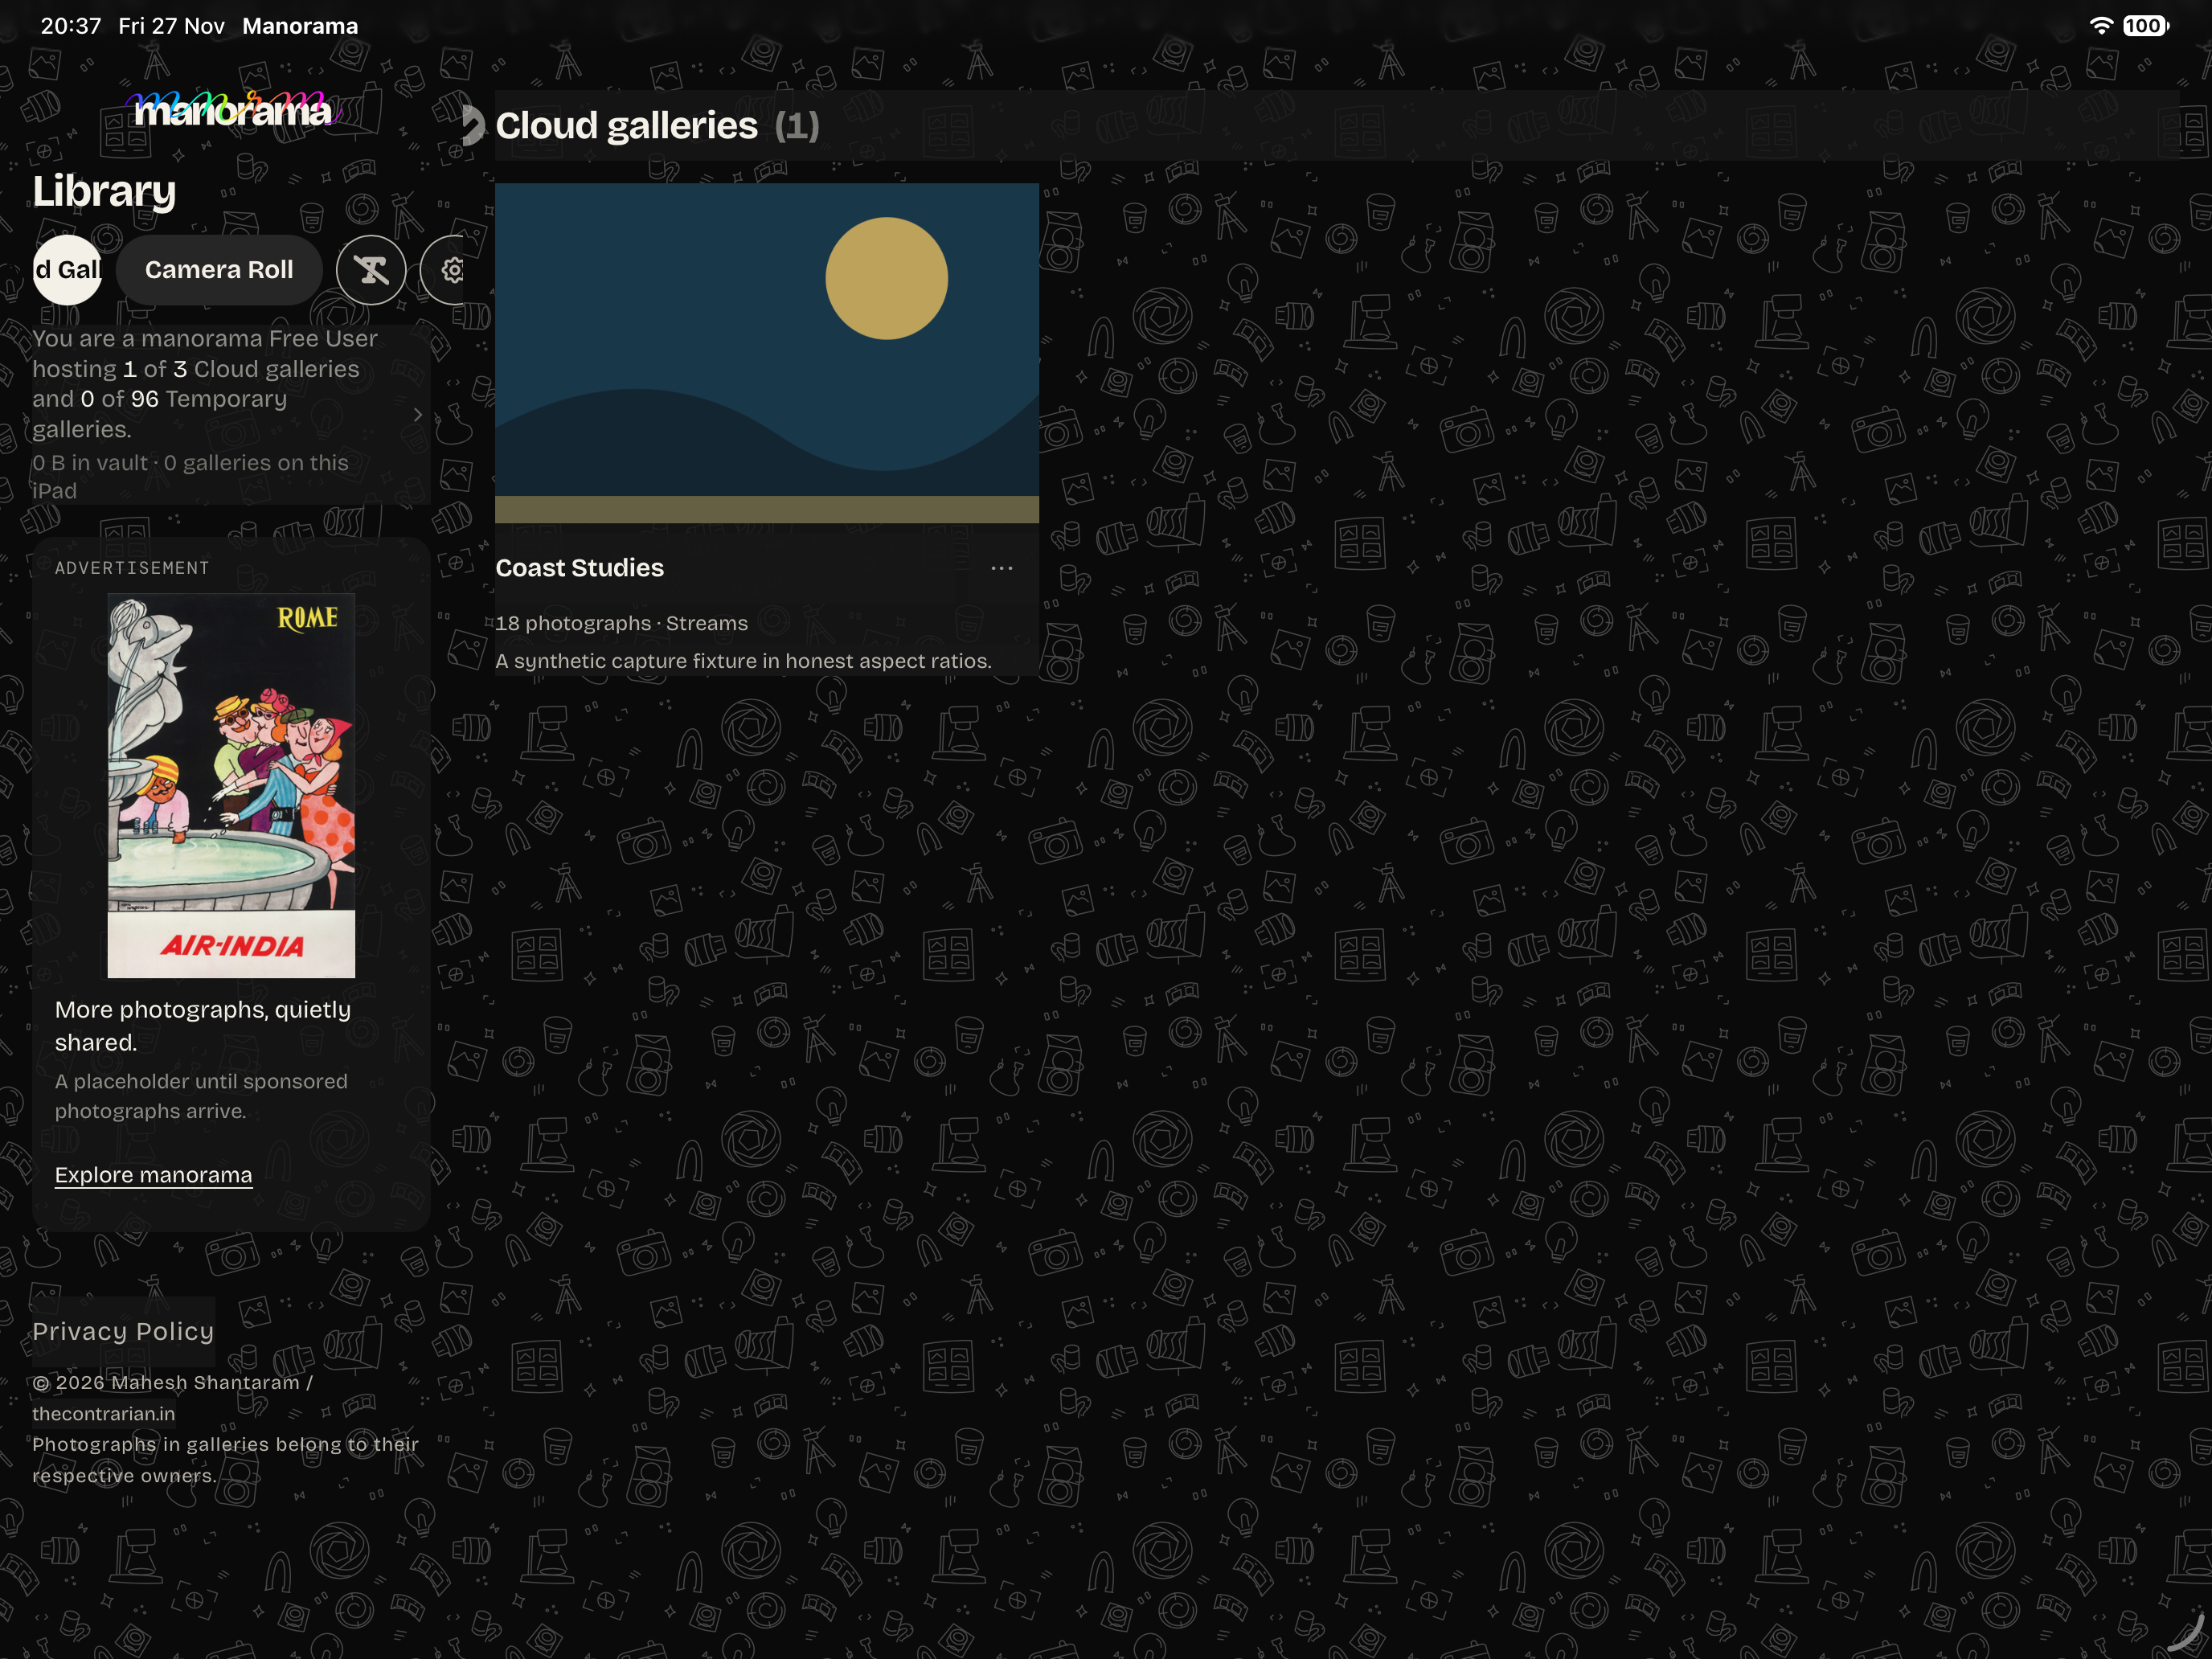 20:37 Fri 27 Nov Manorama
100
manorama
Library
d Gall
Camera Roll
You are a manorama Free User
hosting 1 of 3 Cloud galleries
and 0 of 96 Temporary
galleries.
0 B in vault · 0 galleries on this
iPad
ADVERTISEMENT
ROME
AIR-INDIA
More photographs, quietly
shared.
A placeholder until sponsored
photographs arrive.
Explore manorama
Privacy Policy
© 2026 Mahesh Shantaram /
thecontrarian.in
Photographs in galleries belong to their
respective owners.
Cloud galleries (1)
Coast Studies
18 photographs · Streams
A synthetic capture fixture in honest aspect ratios.